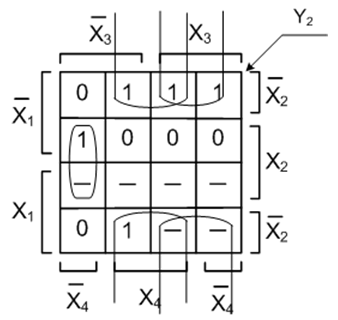 Y₂
X̅₃ X₃
0 1 1 1 X̅₂
X̅₁
1 0 0 0
X₂
– – – –
X₁
0 1 – – X̅₂
X̅₄ X₄ X̅₄